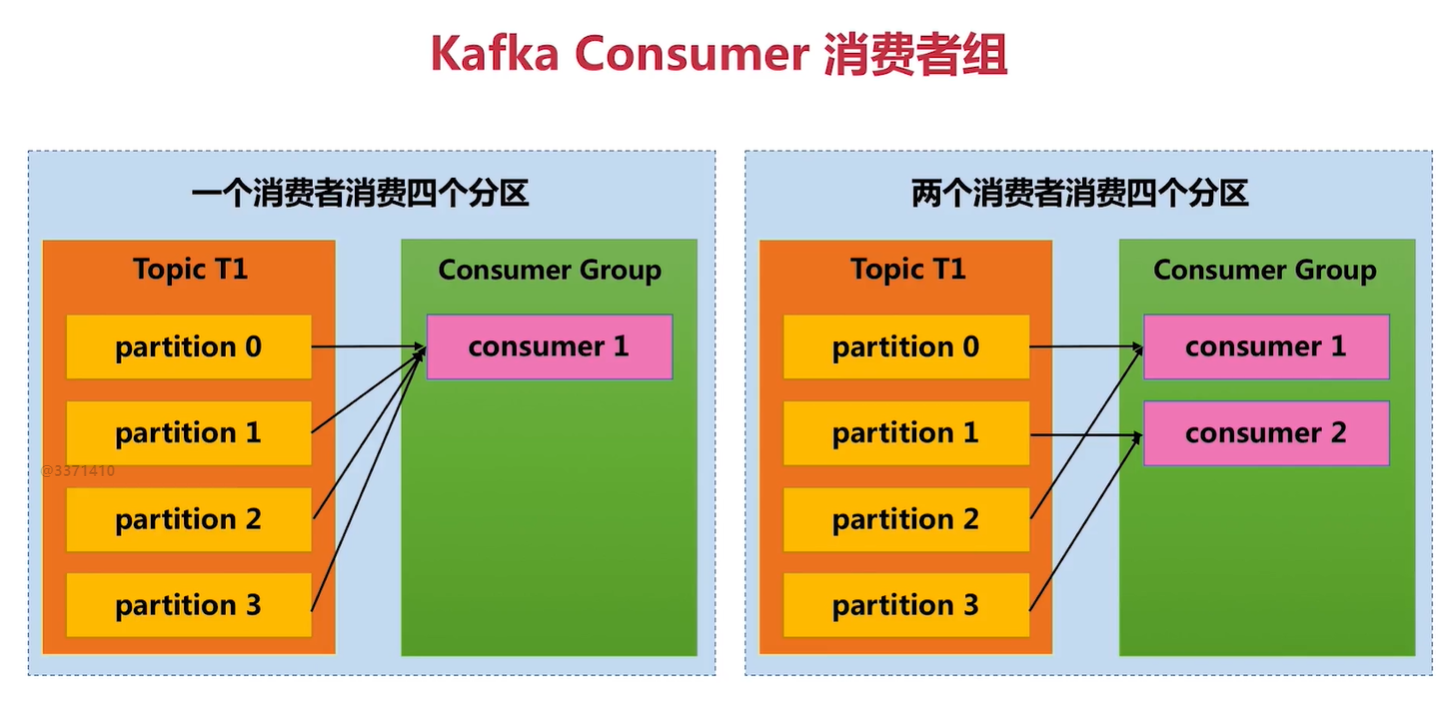 Kafka Consumer 消费者组
一个消费者消费四个分区
Topic T1
partition 0
partition 1
partition 2
partition 3
Consumer Group
consumer 1
@3371410
两个消费者消费四个分区
Topic T1
partition 0
partition 1
partition 2
partition 3
Consumer Group
consumer 1
consumer 2